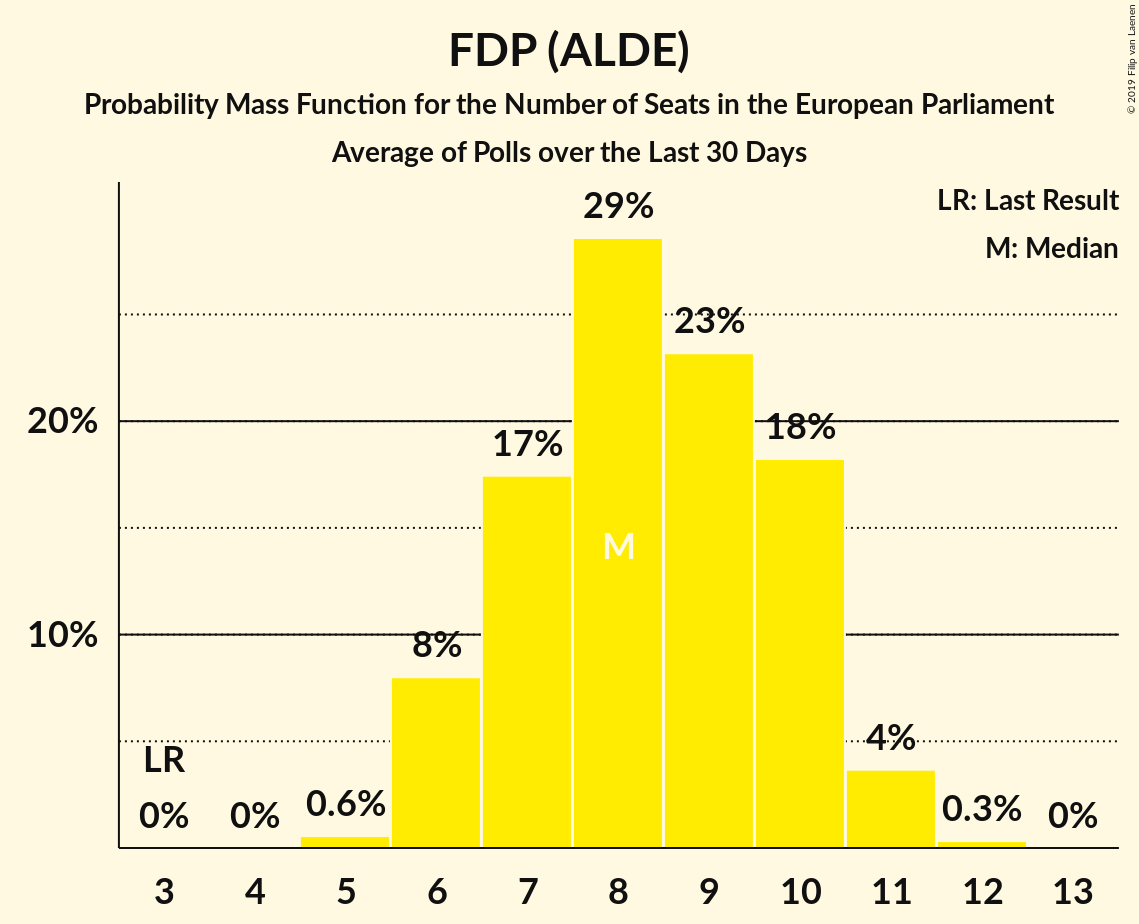 FDP (ALDE)
Probability Mass Function for the Number of Seats in the European Parliament
Average of Polls over the Last 30 Days
© 2019 Filip van Laenen
LR: Last Result
M: Median
29%
23%
20%
18%
17%
M
10%
8%
LR
4%
0%
0%
0.6%
0.3%
0%
3 4 5 6 7 8 9 10 11 12 13